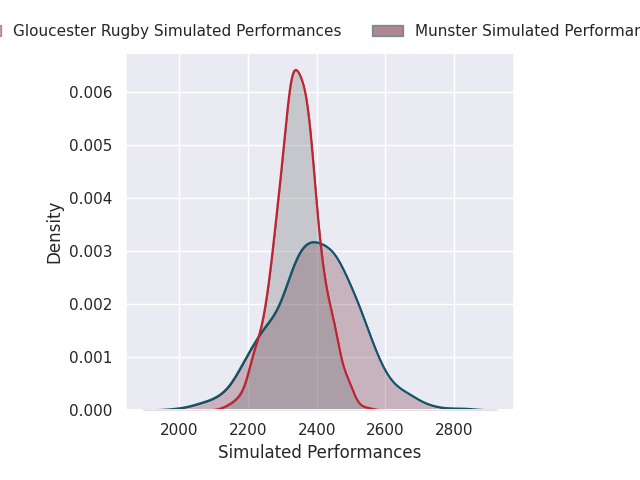 Gloucester Rugby Simulated Performances
Munster Simulated
0.006
0.005
0.004
0.003
0.002
0.001
0.000
Density
2000 2200 2400 2600 2800
Simulated Performances